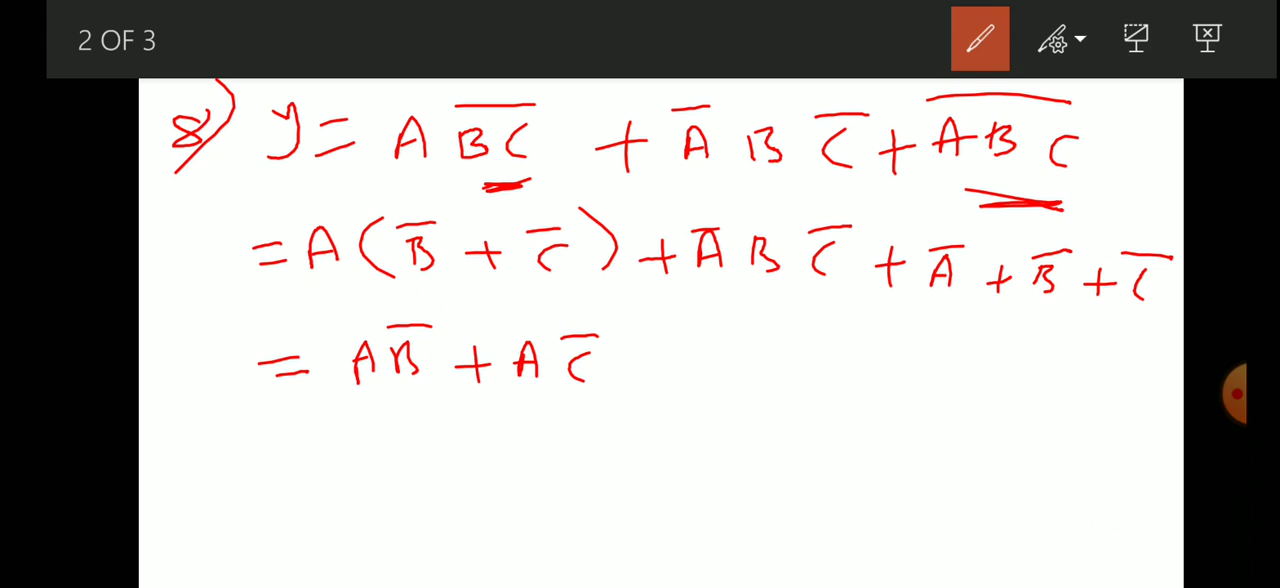 2 OF 3
8) Y = A B̅C̅ + A̅ B C̅ + A̅B̅C̅
= A (B̅ + C̅) + A̅ B C̅ + A̅ + B̅ + C̅
= AB̅ + AC̅